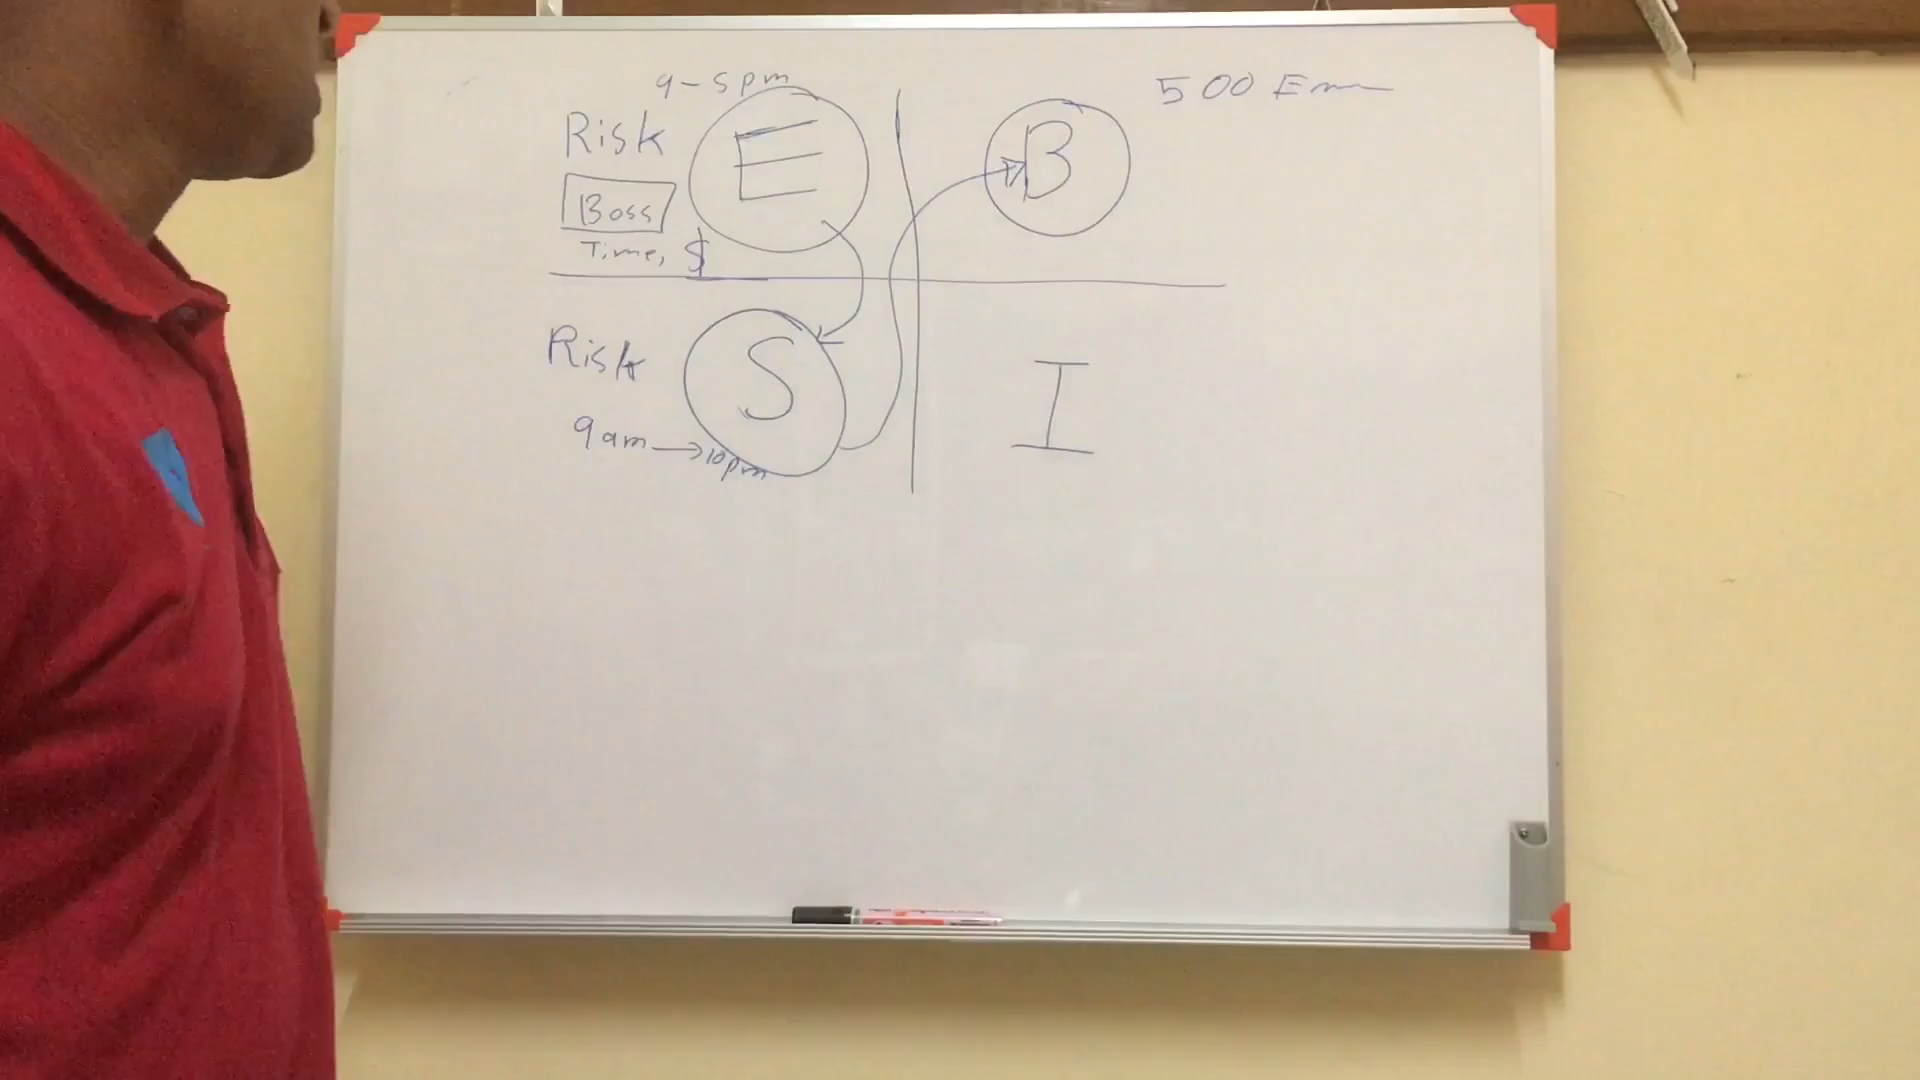 9-5pm
Risk
E
Boss
Time, $
B
500 Em
Risk
S
9am → 10pm
I